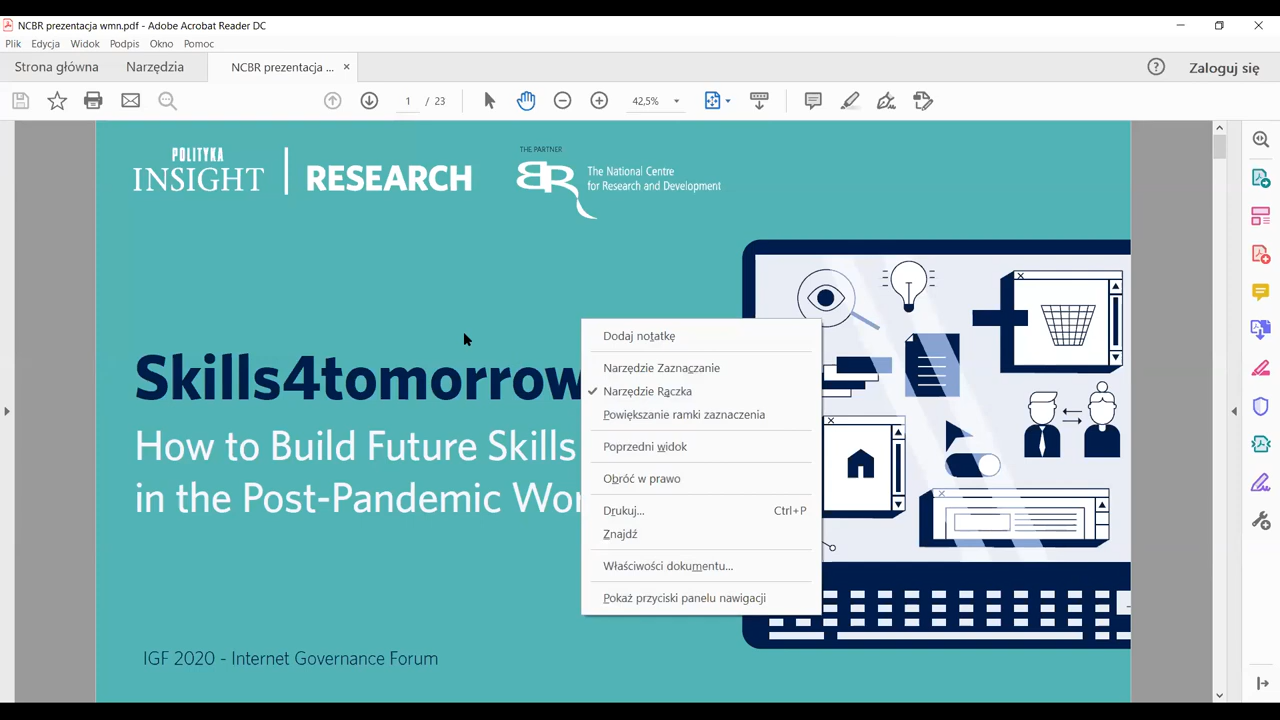 NCBR prezentacja wmn.pdf - Adobe Acrobat Reader DC
Plik Edycja Widok Podpis Okno Pomoc
Strona główna Narzędzia NCBR prezentacja ... × Zaloguj się
1 / 23 42,5%
POLITYKA
INSIGHT RESEARCH
THE PARTNER
BR
The National Centre
for Research and Development
Skills4tomorrow
How to Build Future Skills
in the Post-Pandemic Wor
IGF 2020 - Internet Governance Forum
Dodaj notatkę
Narzędzie Zaznaczanie
Narzędzie Rączka
Powiększanie ramki zaznaczenia
Poprzedni widok
Obróć w prawo
Drukuj... Ctrl+P
Znajdź
Właściwości dokumentu...
Pokaż przyciski panelu nawigacji